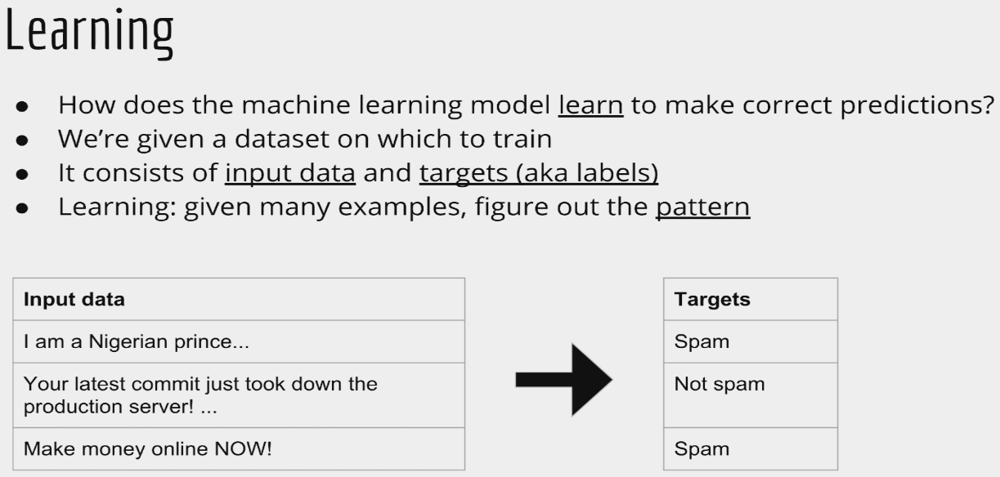 Learning
● How does the machine learning model learn to make correct predictions?
● We’re given a dataset on which to train
● It consists of input data and targets (aka labels)
● Learning: given many examples, figure out the pattern
Input data
I am a Nigerian prince...
Your latest commit just took down the
production server! ...
Make money online NOW!
Targets
Spam
Not spam
Spam